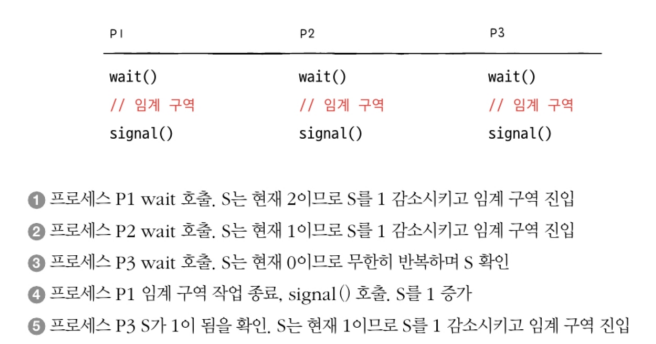 P1 P2 P3
wait() wait() wait()
// 임계 구역 // 임계 구역 // 임계 구역
signal() signal() signal()
1 프로세스 P1 wait 호출. S는 현재 2이므로 S를 1 감소시키고 임계 구역 진입
2 프로세스 P2 wait 호출. S는 현재 1이므로 S를 1 감소시키고 임계 구역 진입
3 프로세스 P3 wait 호출. S는 현재 0이므로 무한히 반복하며 S 확인
4 프로세스 P1 임계 구역 작업 종료, signal() 호출. S를 1 증가
5 프로세스 P3 S가 1이 됨을 확인. S는 현재 1이므로 S를 1 감소시키고 임계 구역 진입